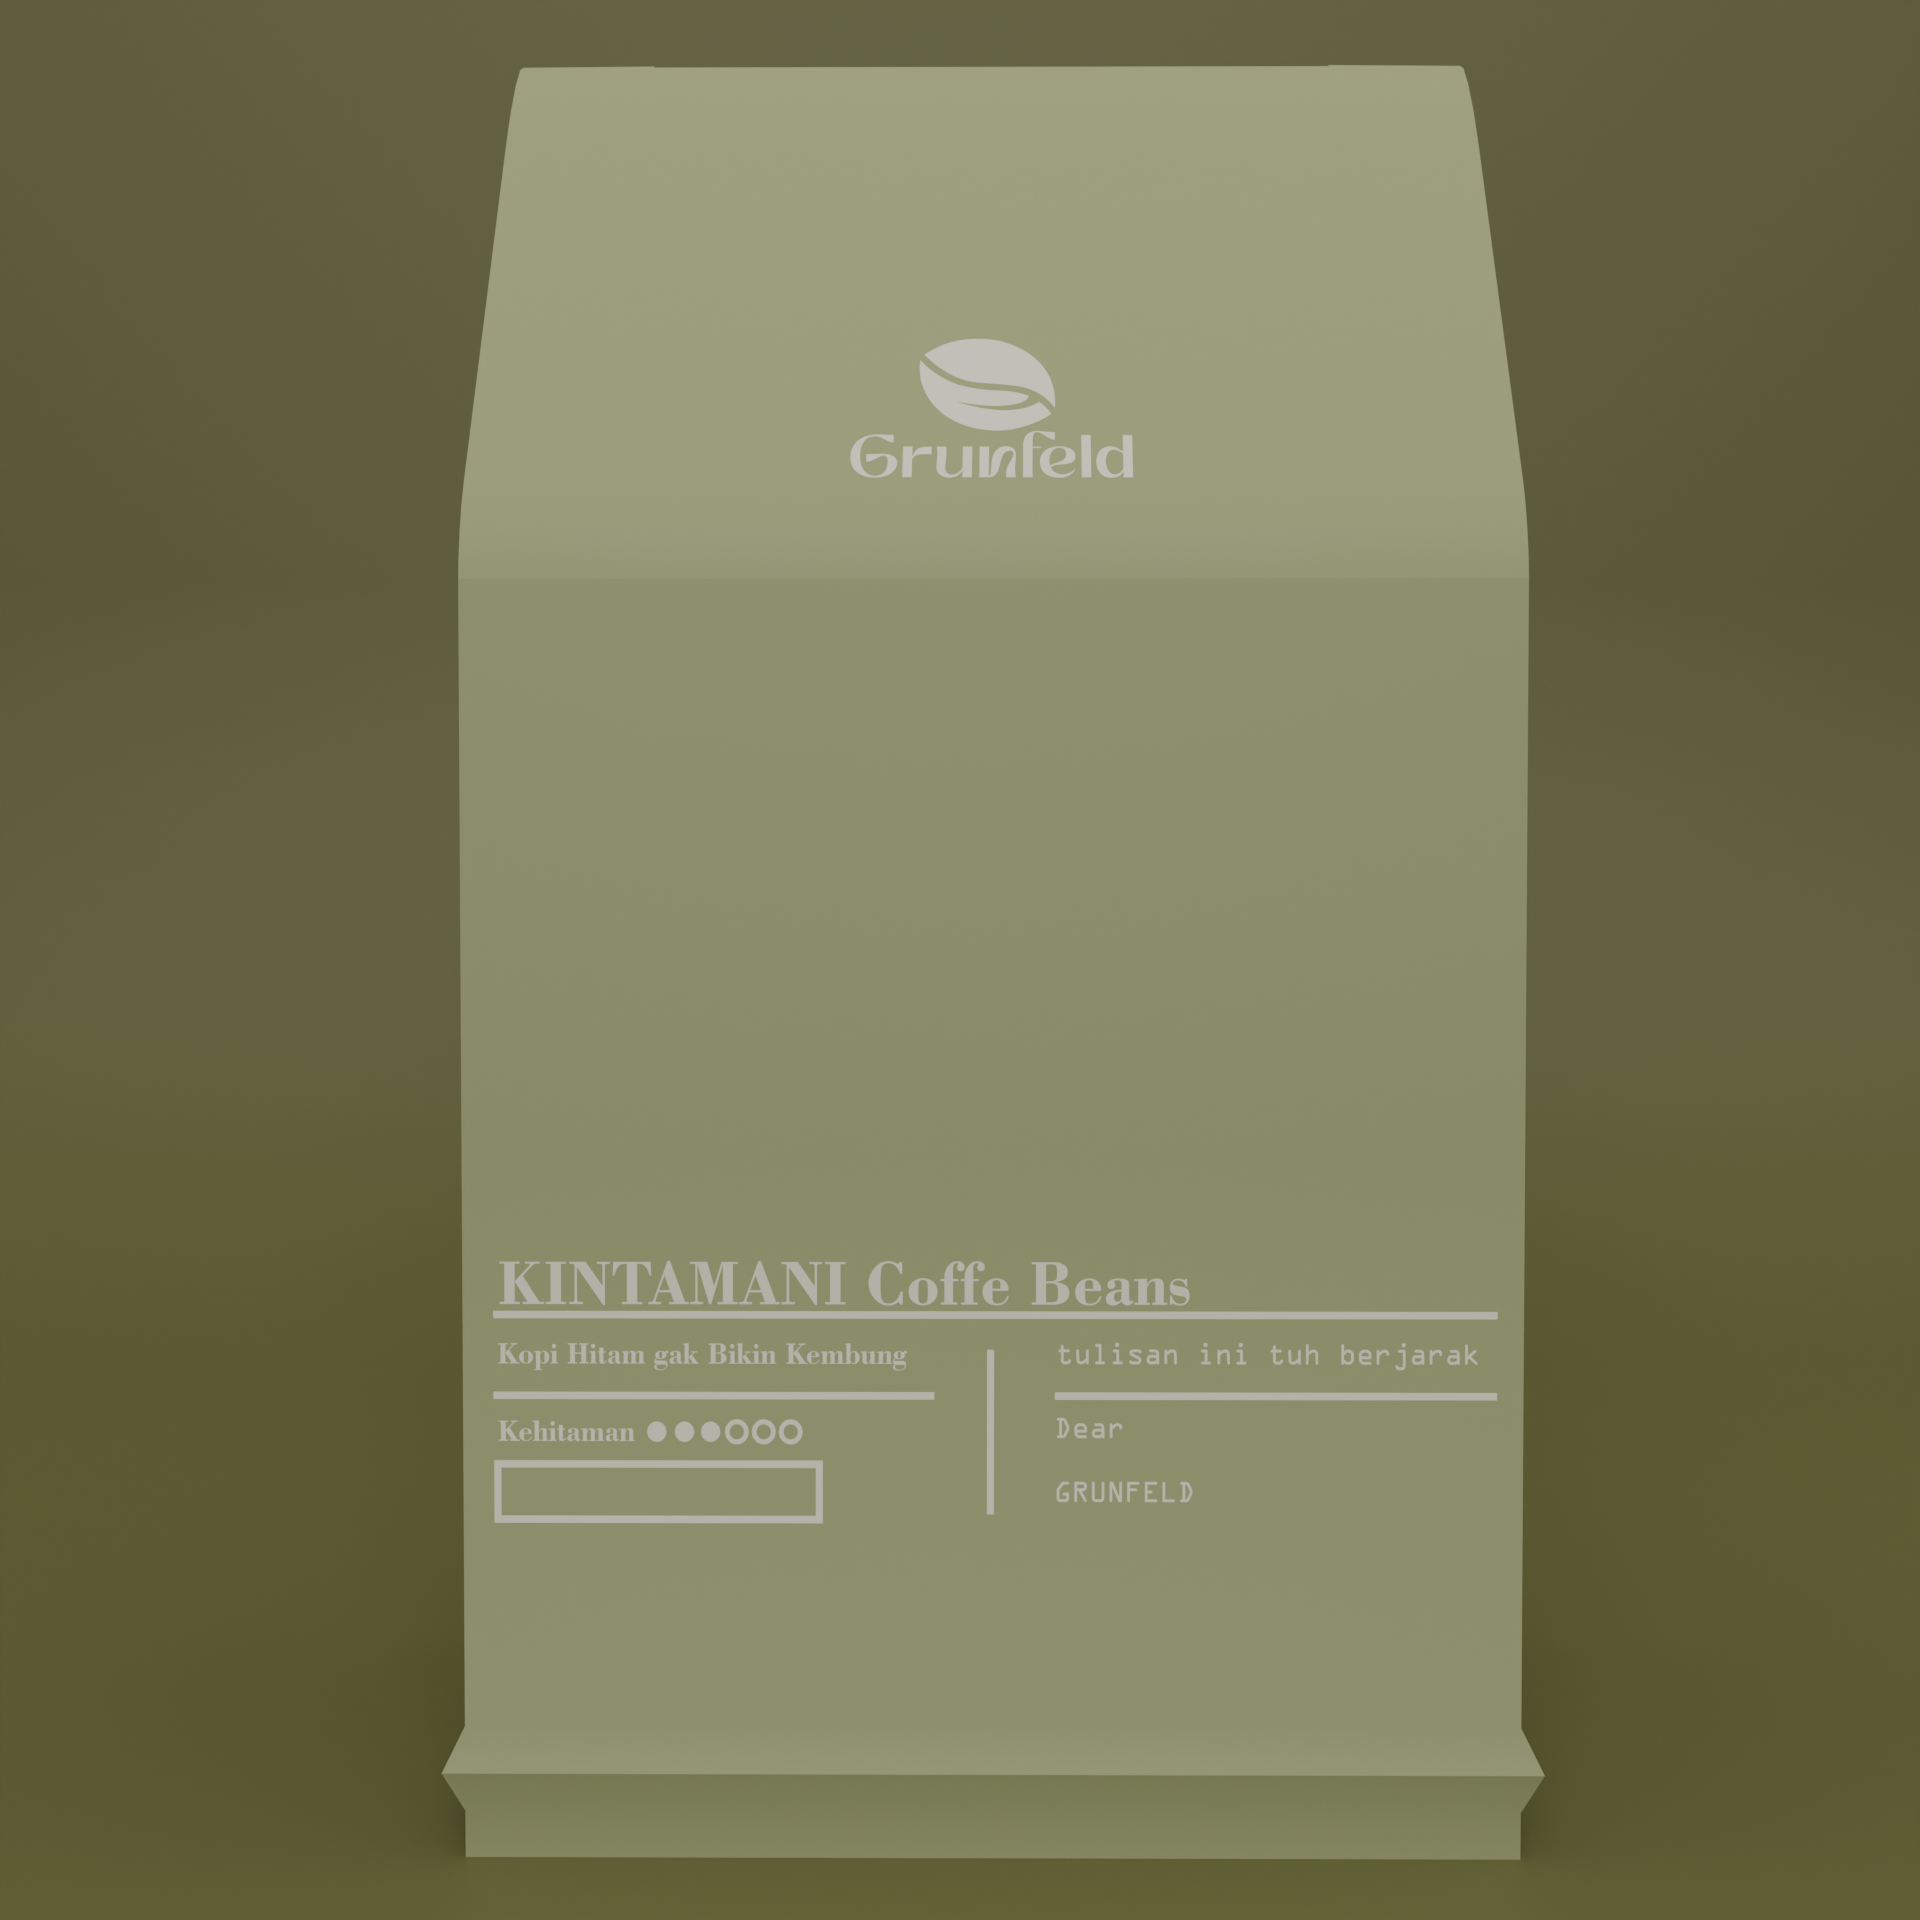 Grunfeld
KINTAMANI Coffe Beans
Kopi Hitam gak Bikin Kembung
Kehitaman
tulisan ini tuh berjarak
Dear
GRUNFELD